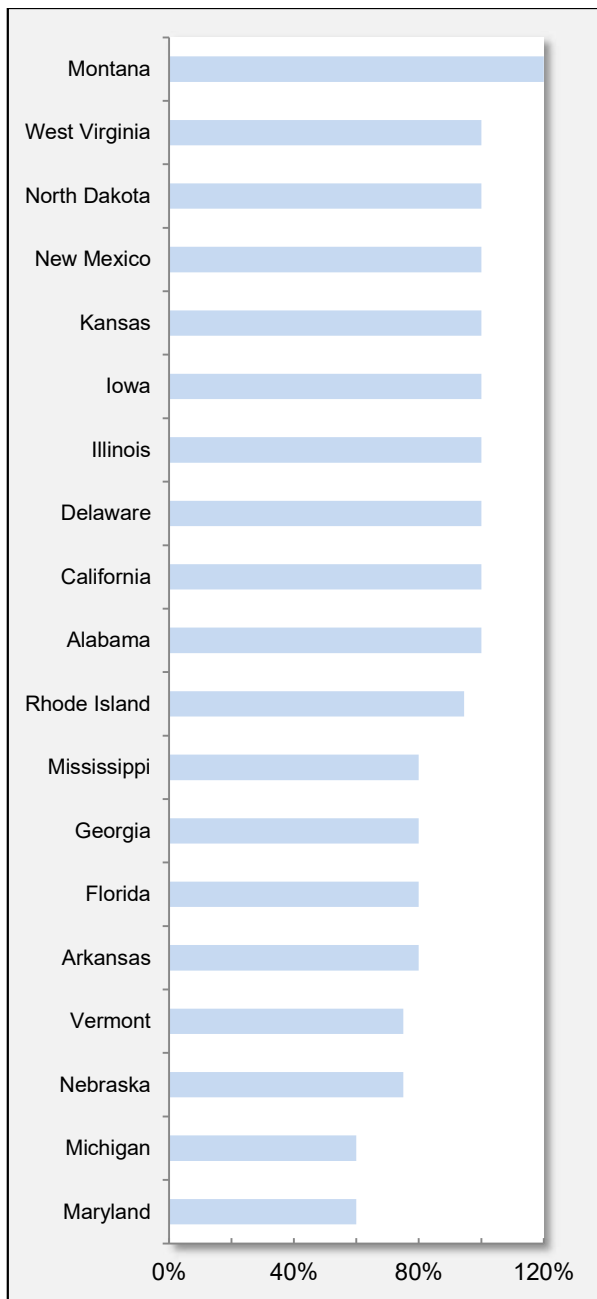 Montana
West Virginia
North Dakota
New Mexico
Kansas
Iowa
Illinois
Delaware
California
Alabama
Rhode Island
Mississippi
Georgia
Florida
Arkansas
Vermont
Nebraska
Michigan
Maryland
0% 40% 80% 120%